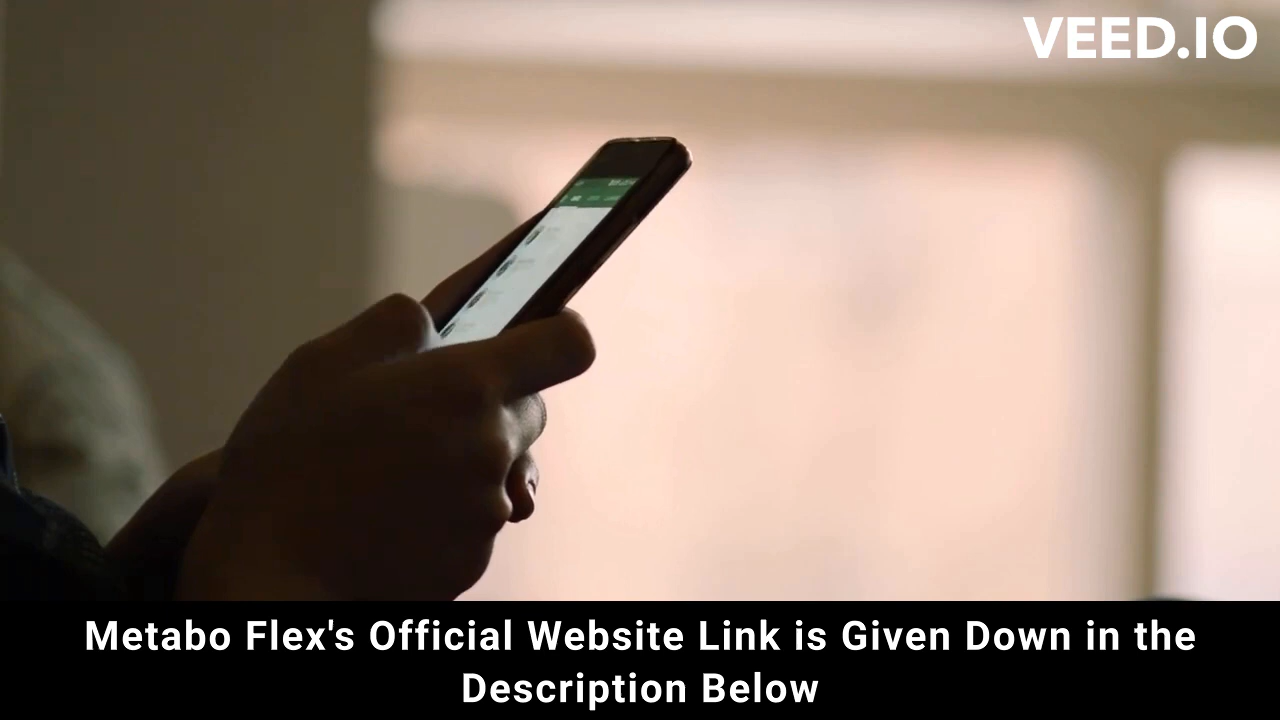 VEED.IO
Metabo Flex's Official Website Link is Given Down in the
Description Below